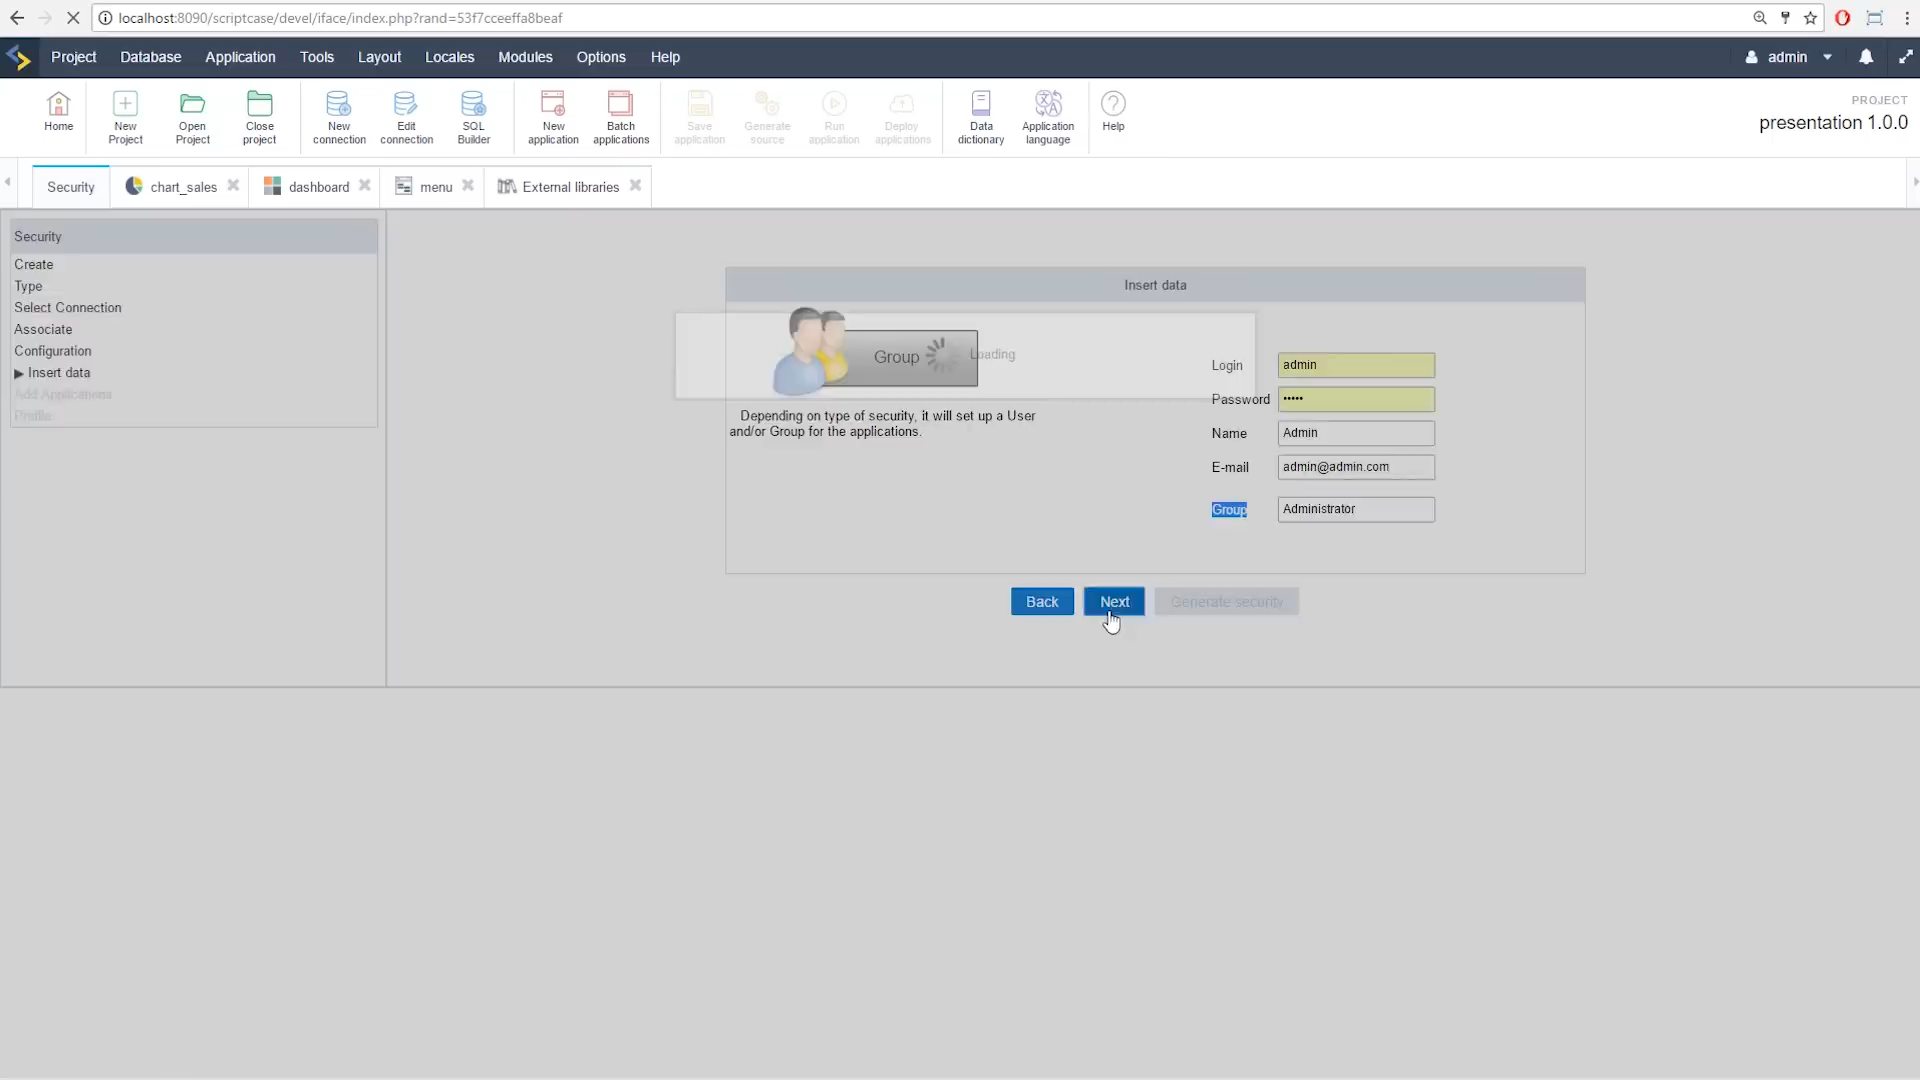 localhost:8090/scriptcase/devel/iface/index.php?rand=53f7cceeffa8beaf
Project Database Application Tools Layout Locales Modules Options Help admin
Home
New Project
Open Project
Close project
New connection
Edit connection
SQL Builder
New application
Batch applications
Save application
Generate source
Run application
Deploy applications
Data dictionary
Application language
Help
PROJECT
presentation 1.0.0
Security chart_sales dashboard menu External libraries
Security
Create
Type
Select Connection
Associate
Configuration
▶ Insert data
Add Applications
Profile
Insert data
Group
Loading
Depending on type of security, it will set up a User
and/or Group for the applications.
Login admin
Password •••••
Name Admin
E-mail admin@admin.com
Group Administrator
Back Next Generate security